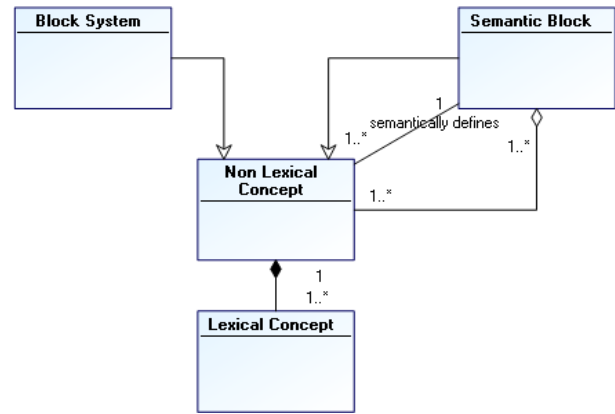 Block System
Semantic Block
1
semantically defines
1..*
1..*
Non Lexical
Concept
1..*
1
1..*
Lexical Concept